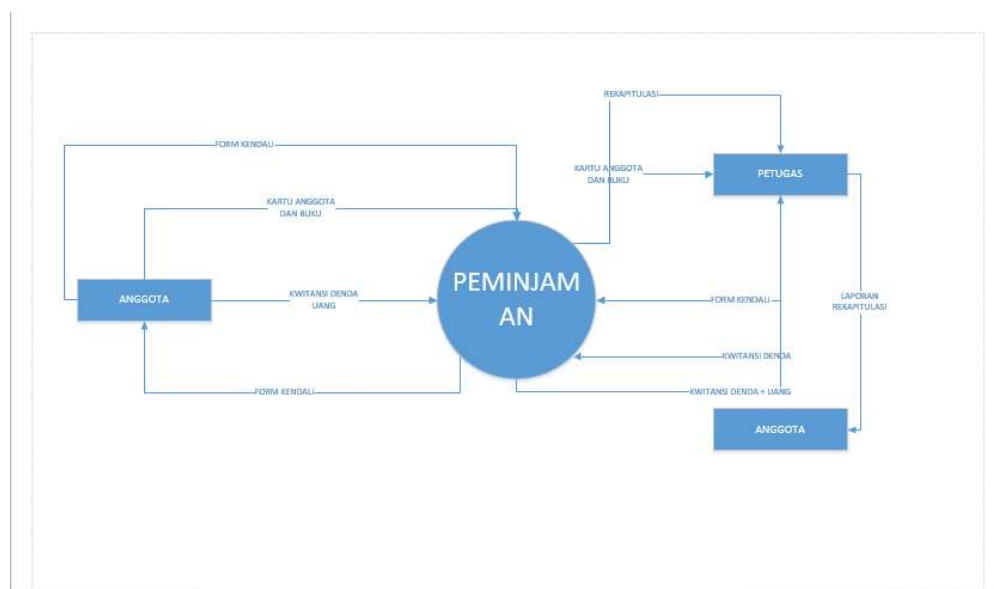 REKAPITULASI
FORM KENDALI
KARTU ANGGOTA
DAN BUKU
PETUGAS
KARTU ANGGOTA
DAN BUKU
PEMINJAM
AN
ANGGOTA
KWITANSI DENDA
UANG
FORM KENDALI
LAPORAN
REKAPITULASI
KWITANSI DENDA
FORM KENDALI
KWITANSI DENDA + UANG
ANGGOTA